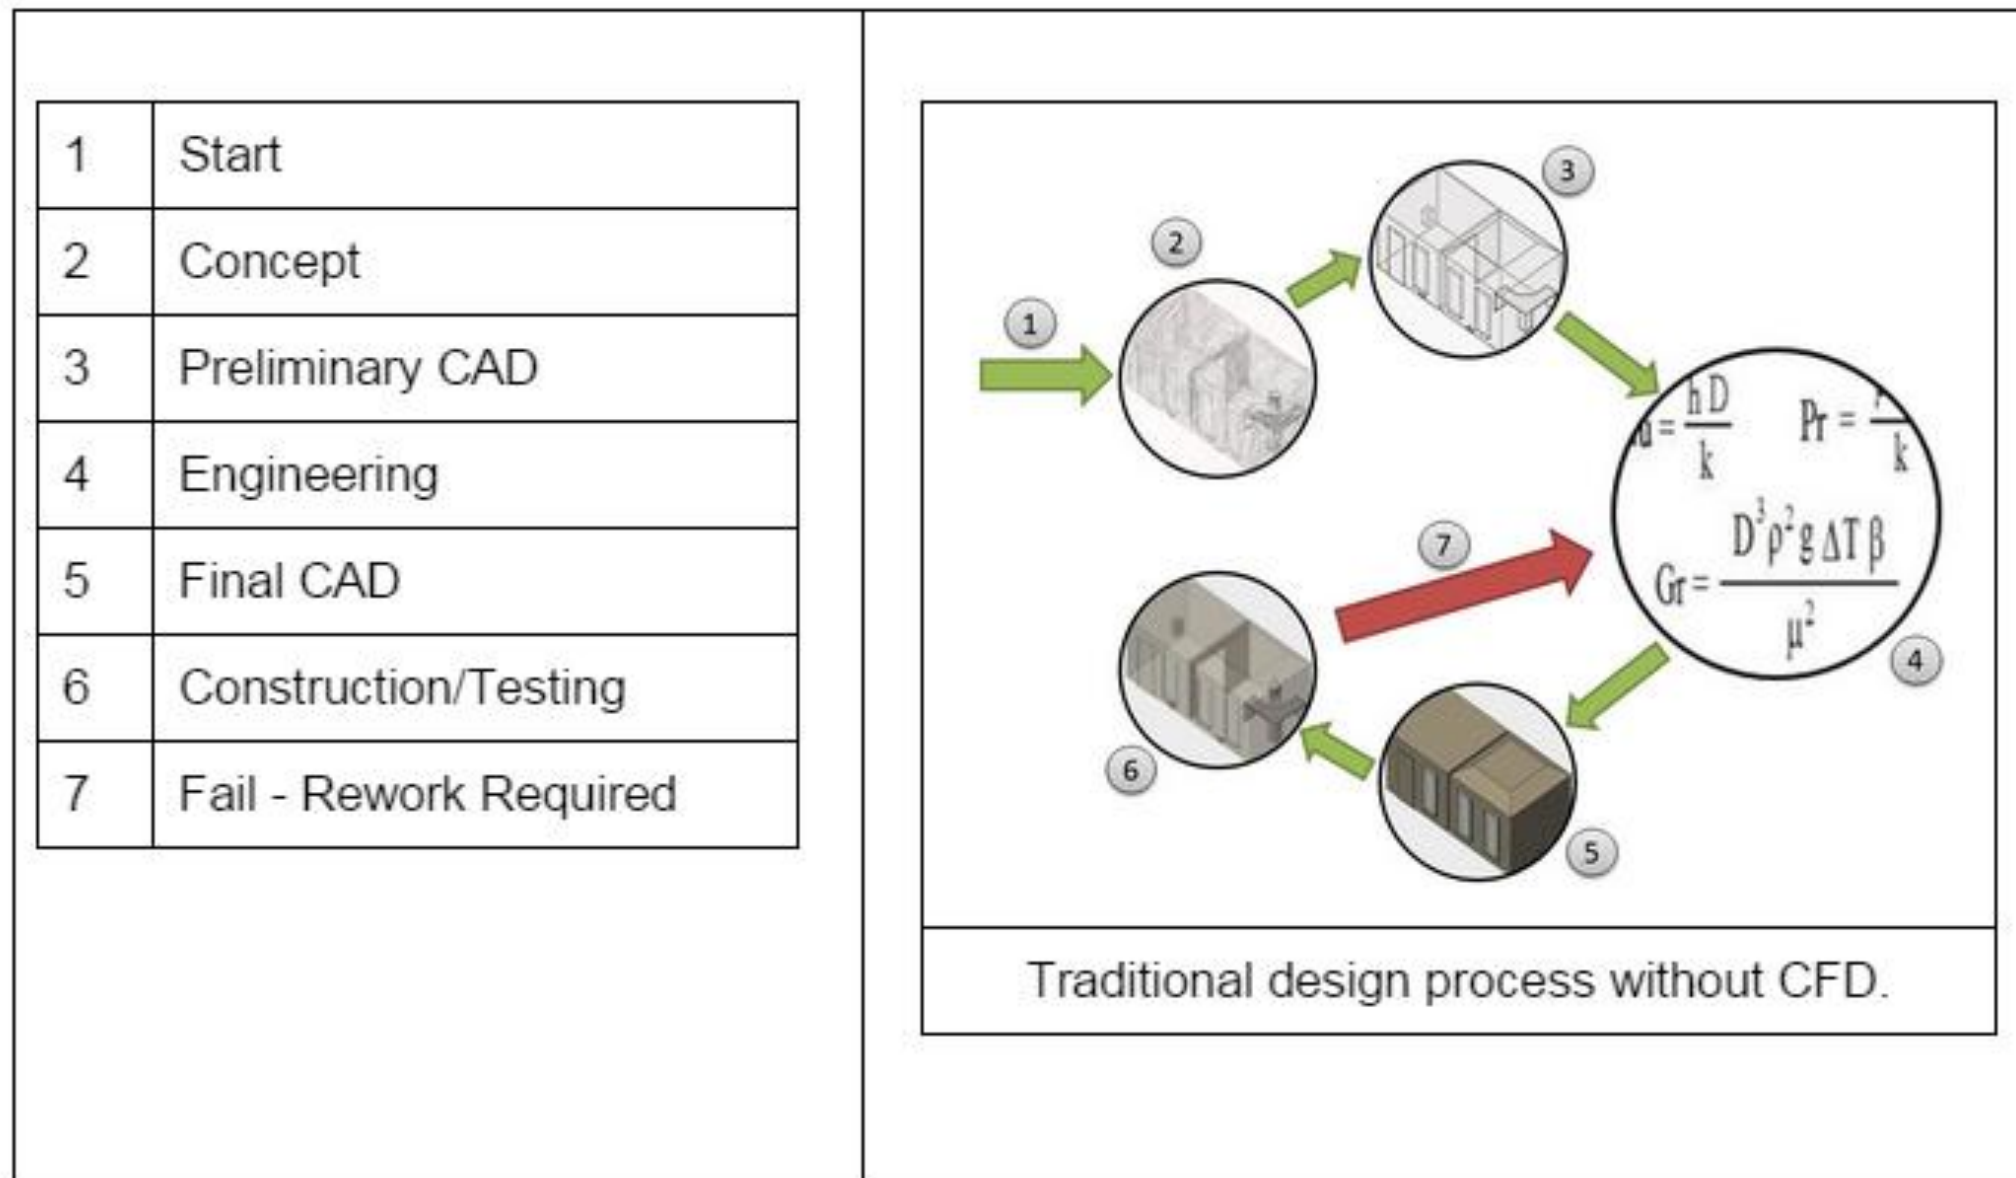 1 Start
2 Concept
3 Preliminary CAD
4 Engineering
5 Final CAD
6 Construction/Testing
7 Fail - Rework Required
1
2
3
h D
=
k
Pr =
k
D³ρ²g ΔT β
Gr =
μ²
4
5
6
7
Traditional design process without CFD.